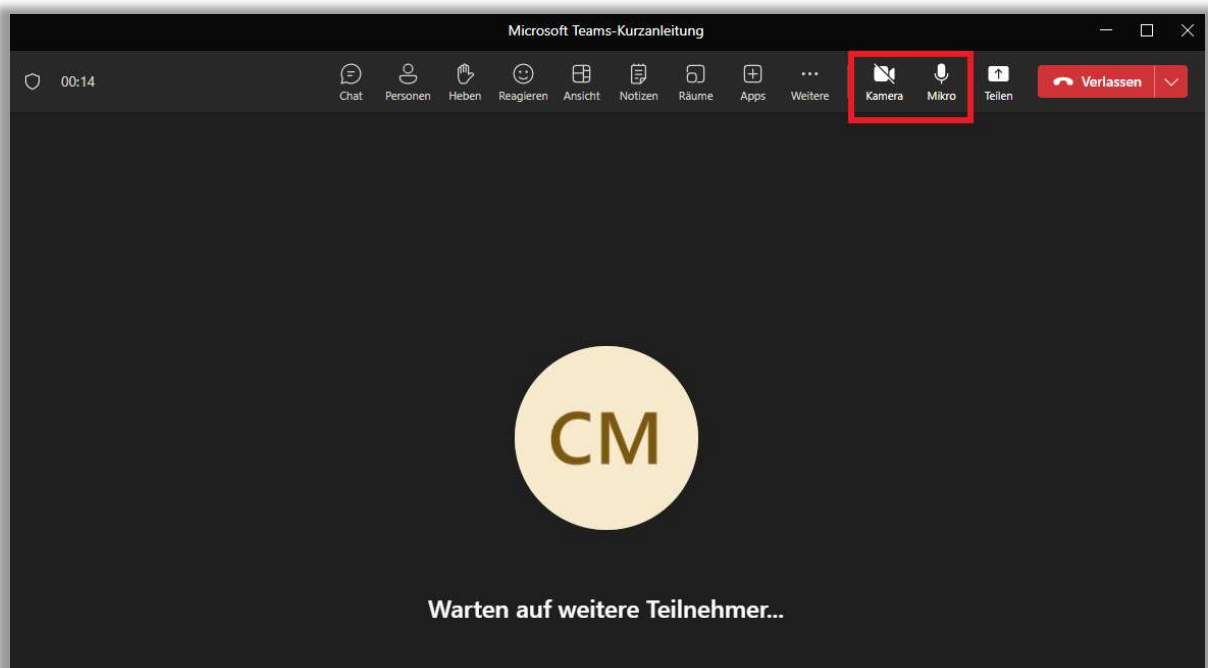 Microsoft Teams-Kurzanleitung
00:14
Chat Personen Heben Reagieren Ansicht Notizen Räume Apps Weitere Kamera Mikro Teilen Verlassen
CM
Warten auf weitere Teilnehmer...